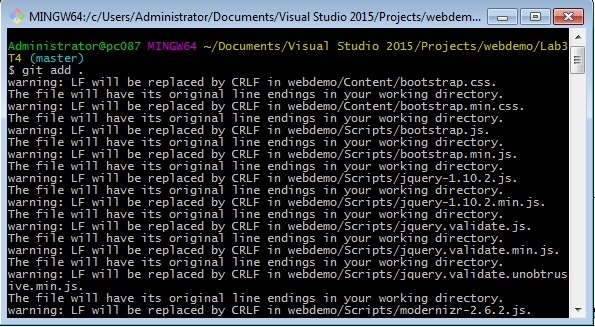 MINGW64:/c/Users/Administrator/Documents/Visual Studio 2015/Projects/webdem...
Administrator@pc087 MINGW64 ~/Documents/Visual Studio 2015/Projects/webdemo/Lab3
T4 (master)
$ git add .
warning: LF will be replaced by CRLF in webdemo/Content/bootstrap.css.
The file will have its original line endings in your working directory.
warning: LF will be replaced by CRLF in webdemo/Content/bootstrap.min.css.
The file will have its original line endings in your working directory.
warning: LF will be replaced by CRLF in webdemo/Scripts/bootstrap.js.
The file will have its original line endings in your working directory.
warning: LF will be replaced by CRLF in webdemo/Scripts/bootstrap.min.js.
The file will have its original line endings in your working directory.
warning: LF will be replaced by CRLF in webdemo/Scripts/jquery-1.10.2.js.
The file will have its original line endings in your working directory.
warning: LF will be replaced by CRLF in webdemo/Scripts/jquery-1.10.2.min.js.
The file will have its original line endings in your working directory.
warning: LF will be replaced by CRLF in webdemo/Scripts/jquery.validate.js.
The file will have its original line endings in your working directory.
warning: LF will be replaced by CRLF in webdemo/Scripts/jquery.validate.min.js.
The file will have its original line endings in your working directory.
warning: LF will be replaced by CRLF in webdemo/Scripts/jquery.validate.unobtrus
ive.min.js.
The file will have its original line endings in your working directory.
warning: LF will be replaced by CRLF in webdemo/Scripts/modernizr-2.6.2.js.